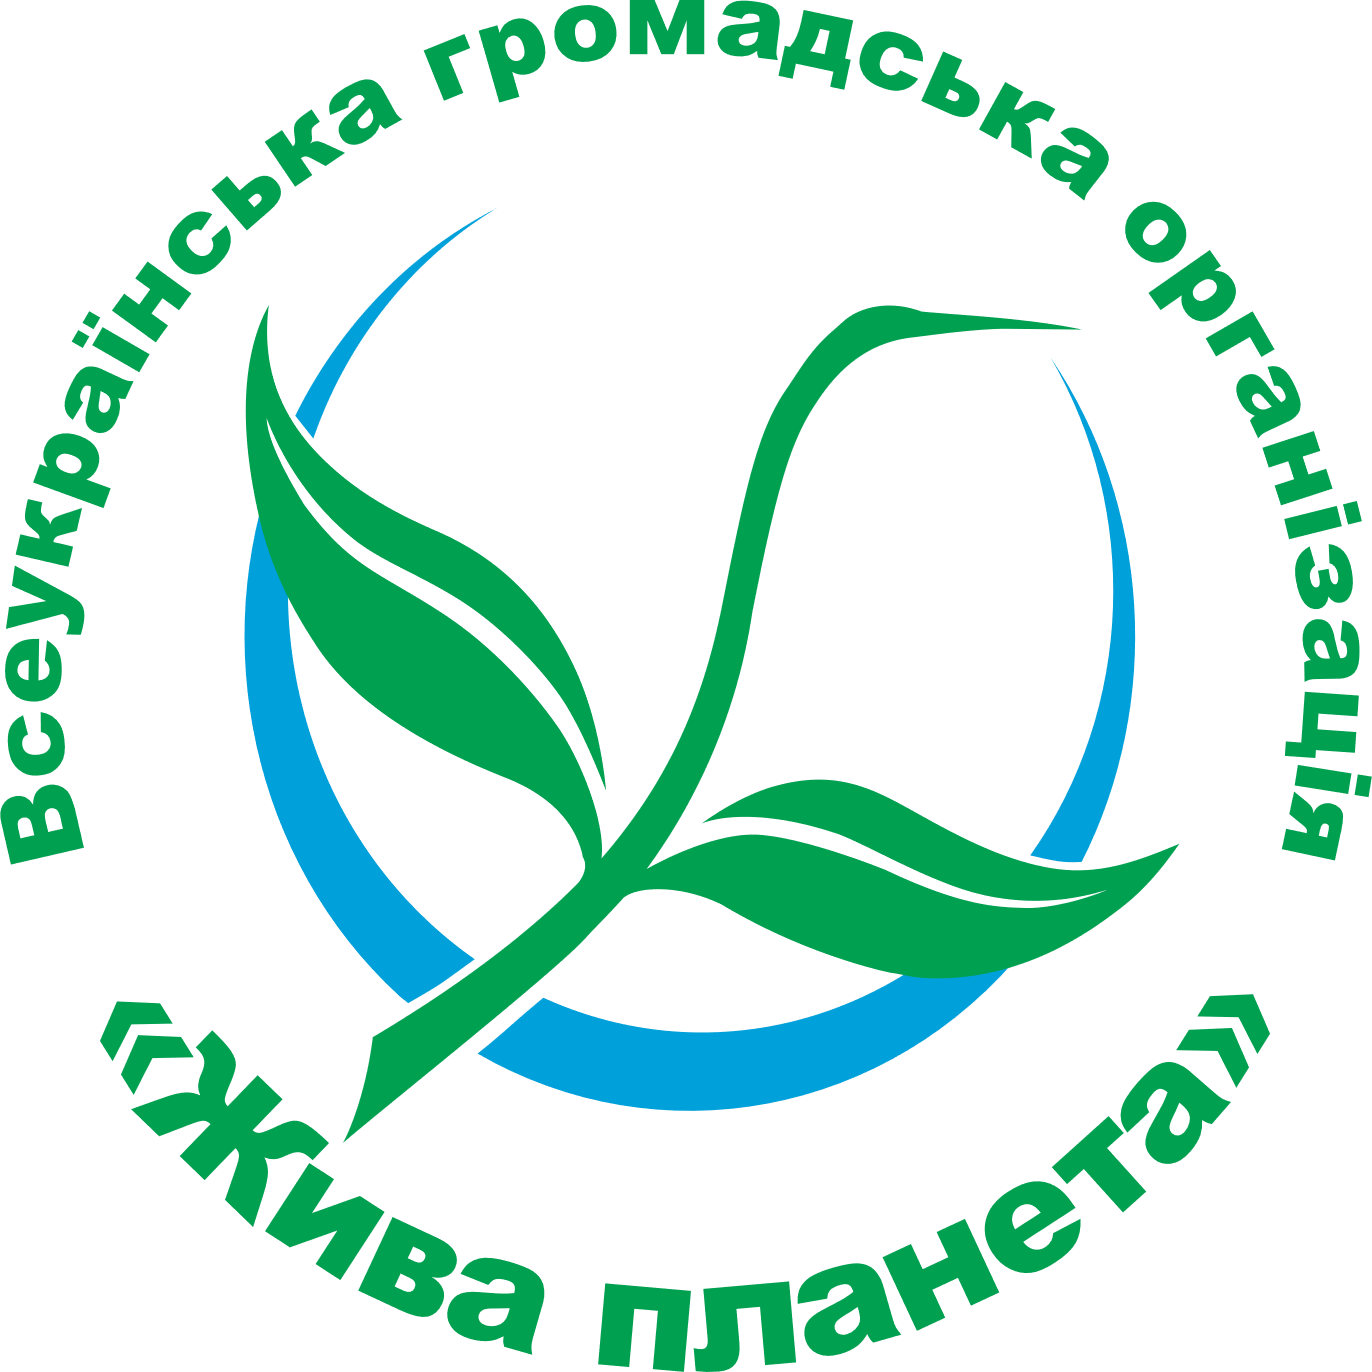 Всеукраїнська громадська організація
«Жива планета»